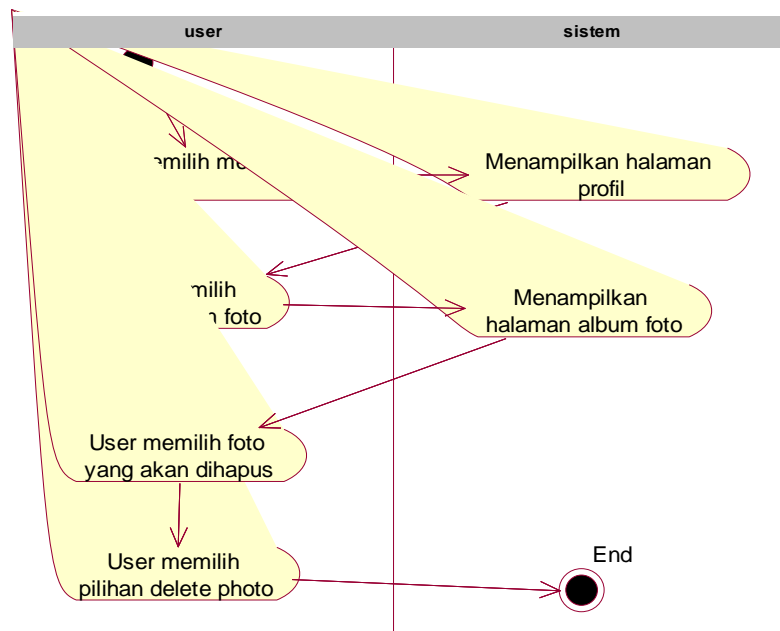 user
sistem
emilih
Menampilkan halaman
profil
milih
foto
Menampilkan
halaman album foto
User memilih foto
yang akan dihapus
User memilih
pilihan delete photo
End